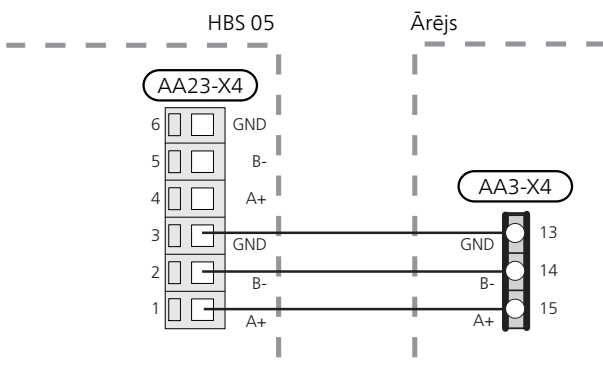 HBS 05 Ārējs
AA23-X4
6 GND
5 B-
4 A+
AA3-X4
3 GND GND 13
2 B- B- 14
1 A+ A+ 15